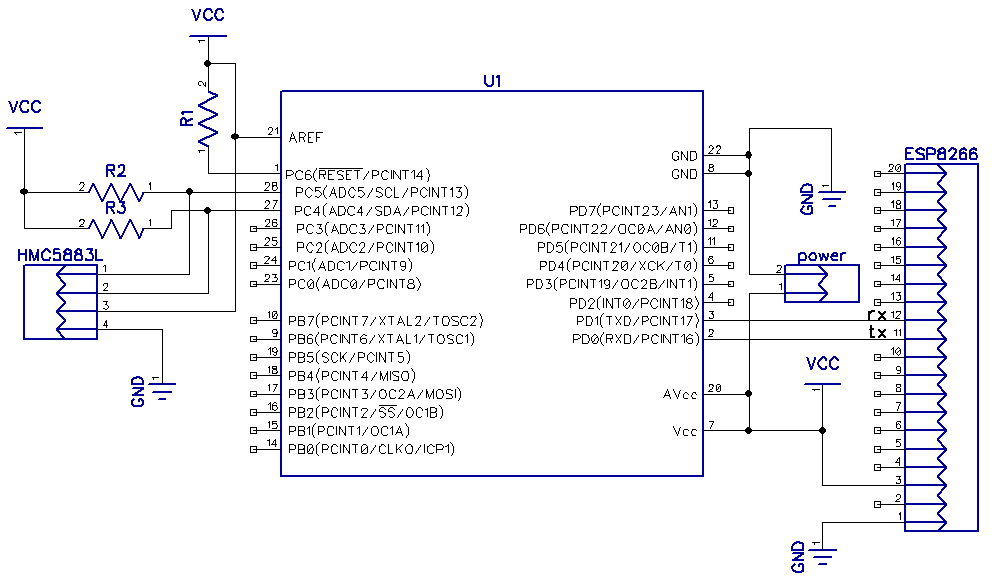 VCC
1
U1
VCC
2
R1
1
21 AREF
1 PC6(RESET/PCINT14)
R2
2 1
28 PC5(ADC5/SCL/PCINT13)
R3
2 1
27 PC4(ADC4/SDA/PCINT12)
26 PC3(ADC3/PCINT11)
25 PC2(ADC2/PCINT10)
24 PC1(ADC1/PCINT9)
23 PC0(ADC0/PCINT8)
10 PB7(PCINT7/XTAL2/TOSC2)
9 PB6(PCINT6/XTAL1/TOSC1)
19 PB5(SCK/PCINT5)
18 PB4(PCINT4/MISO)
17 PB3(PCINT3/OC2A/MOSI)
16 PB2(PCINT2/SS/OC1B)
15 PB1(PCINT1/OC1A)
14 PB0(PCINT0/CLKO/ICP1)
1
HMC5883L
1
2
3
4
1
GND
GND 22
GND 8
PD7(PCINT23/AN1) 13
PD6(PCINT22/OC0A/AN0) 12
PD5(PCINT21/OC0B/T1) 11
PD4(PCINT20/XCK/T0) 6
PD3(PCINT19/OC2B/INT1) 5
PD2(INT0/PCINT18) 4
PD1(TXD/PCINT17) 3
PD0(RXD/PCINT16) 2
AVcc 20
Vcc 7
1
GND
power
2
1
VCC
1
ESP8266
20
19
18
17
16
15
14
13
rx 12
tx 11
10
9
8
7
6
5
4
3
2
1
1
GND